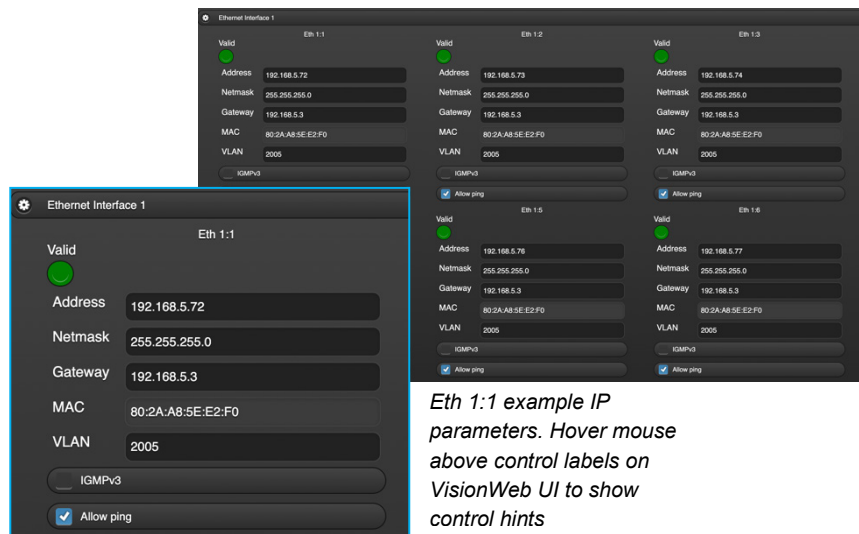 Ethernet Interface 1
Eth 1:1
Valid
Address 192.168.5.72
Netmask 255.255.255.0
Gateway 192.168.5.3
MAC 80:2A:A8:5E:E2:F0
VLAN 2005
IGMPv3
Eth 1:2
Valid
Address 192.168.5.73
Netmask 255.255.255.0
Gateway 192.168.5.3
MAC 80:2A:A8:5E:E2:F0
VLAN 2005
IGMPv3
Allow ping
Eth 1:3
Valid
Address 192.168.5.74
Netmask 255.255.255.0
Gateway 192.168.5.3
MAC 80:2A:A8:5E:E2:F0
VLAN 2005
IGMPv3
Allow ping
Eth 1:5
Valid
Address 192.168.5.76
Netmask 255.255.255.0
Gateway 192.168.5.3
MAC 80:2A:A8:5E:E2:F0
VLAN 2005
IGMPv3
Allow ping
Eth 1:6
Valid
Address 192.168.5.77
Netmask 255.255.255.0
Gateway 192.168.5.3
MAC 80:2A:A8:5E:E2:F0
VLAN 2005
IGMPv3
Allow ping
Ethernet Interface 1
Eth 1:1
Valid
Address 192.168.5.72
Netmask 255.255.255.0
Gateway 192.168.5.3
MAC 80:2A:A8:5E:E2:F0
VLAN 2005
IGMPv3
Allow ping
Eth 1:1 example IP
parameters. Hover mouse
above control labels on
VisionWeb UI to show
control hints